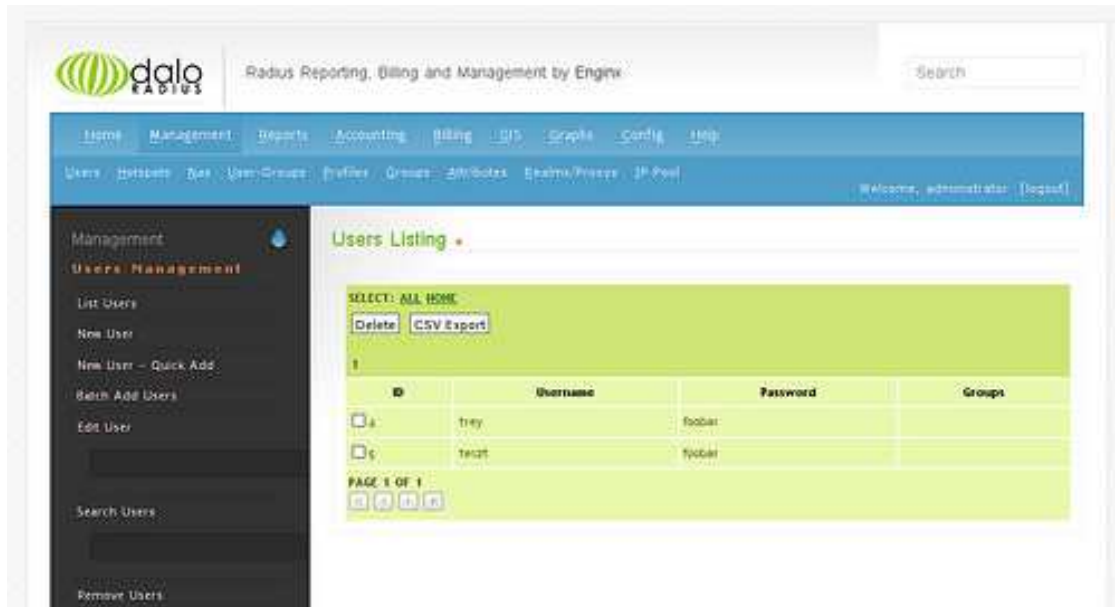 dalo
RADIUS
Radius Reporting, Billing and Management by Enginx
Search
Home Management Reports Accounting Billing GIS Graphs Config Help
Users Hotspots Nas User-Groups Profiles Groups Attributes Realms/Proxys IP-Pool
Welcome, administrator [logout]
Management
Users Management
List Users
New User
New User - Quick Add
Batch Add Users
Edit User
Search Users
Remove Users
Users Listing
SELECT: ALL NONE
Delete CSV Export
1
ID Username Password Groups
4 trey foobar
5 foobar
PAGE 1 OF 1